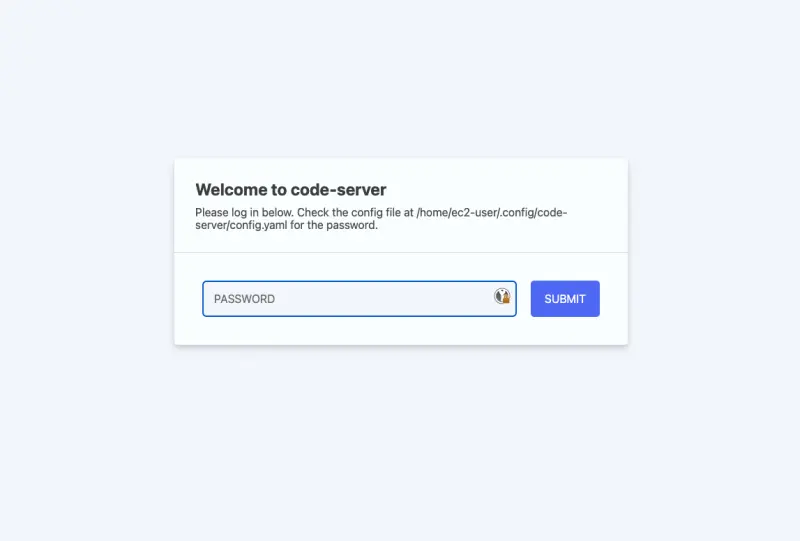 Welcome to code-server
Please log in below. Check the config file at /home/ec2-user/.config/code-
server/config.yaml for the password.
PASSWORD
SUBMIT